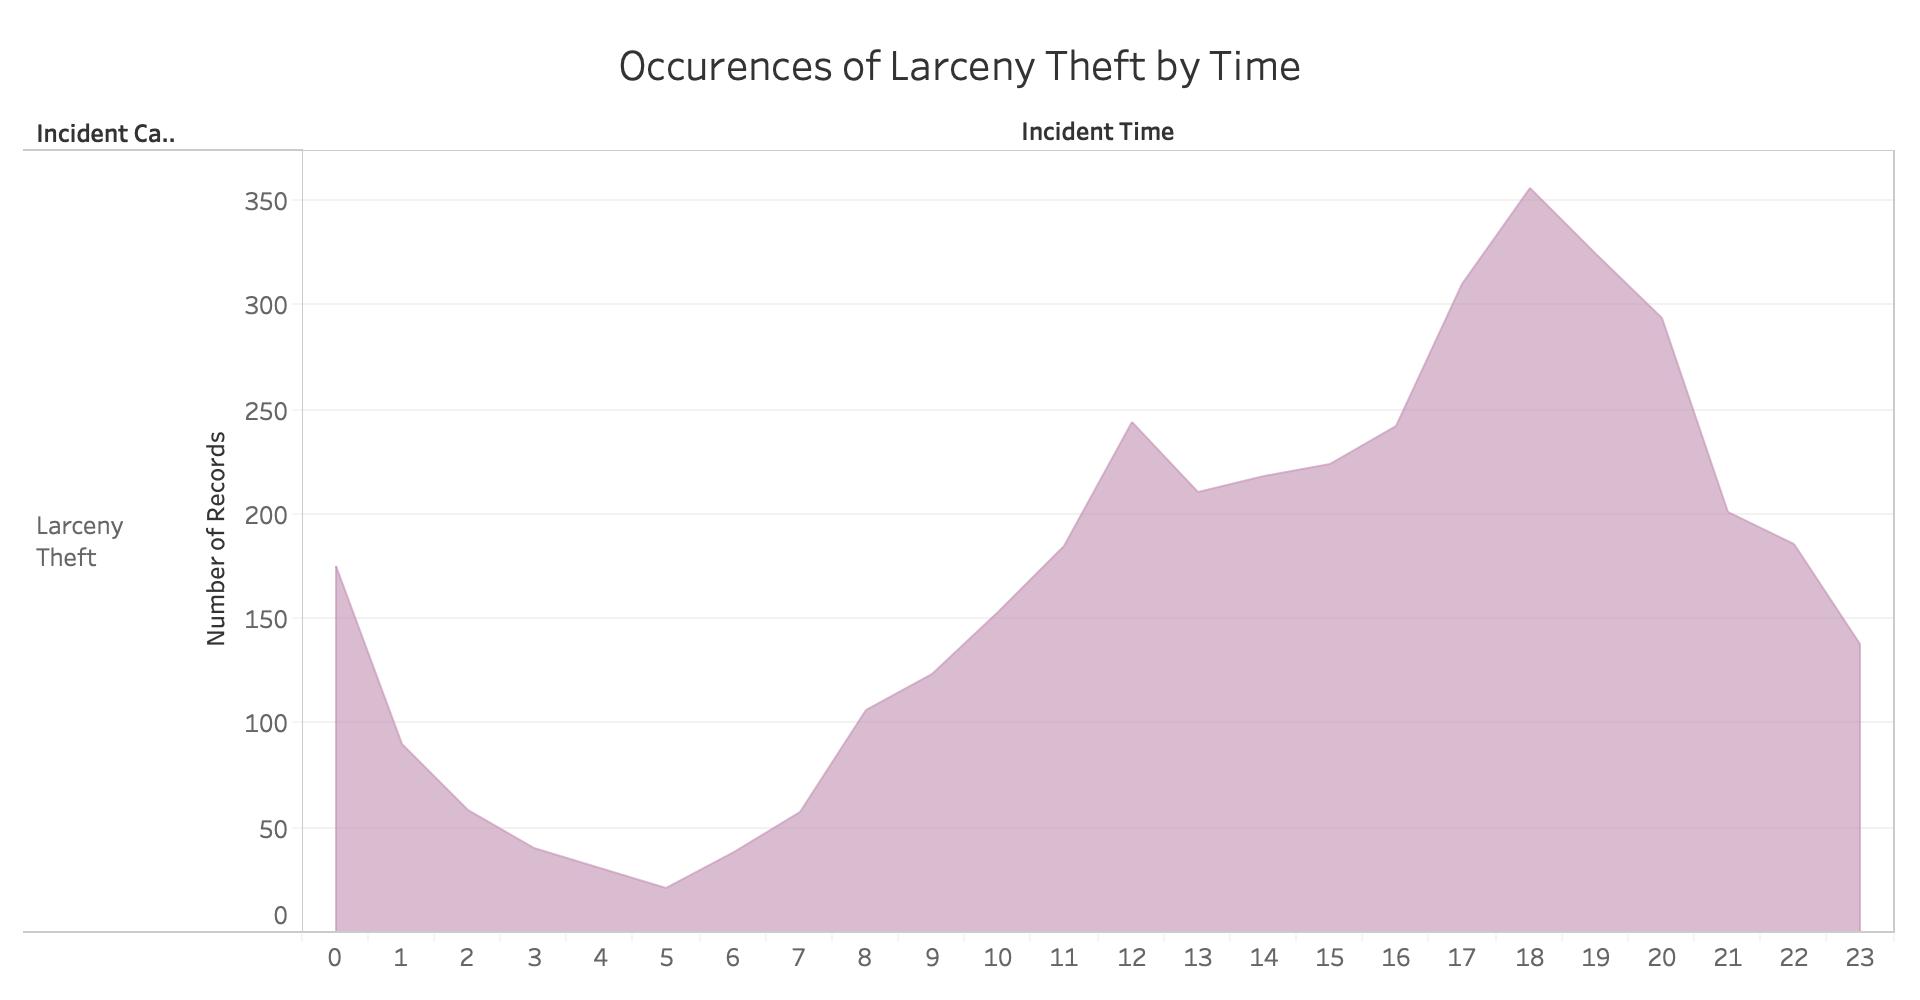 Occurences of Larceny Theft by Time
Incident Ca..
Incident Time
350
300
250
200
150
100
50
0
Number of Records
Larceny
Theft
0 1 2 3 4 5 6 7 8 9 10 11 12 13 14 15 16 17 18 19 20 21 22 23